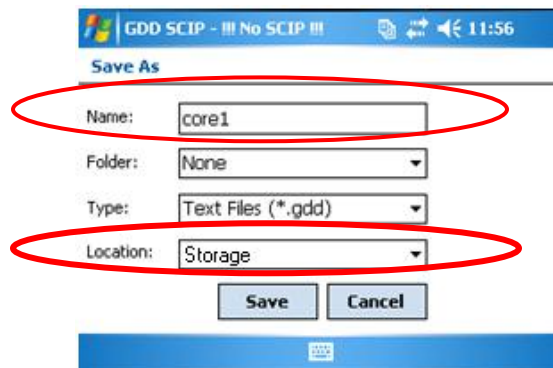 GDD SCIP - !!! No SCIP !!! 11:56
Save As
Name: core1
Folder: None
Type: Text Files (*.gdd)
Location: Storage
Save Cancel